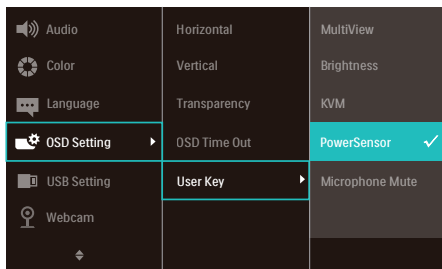 Audio
Horizontal
MultiView
Color
Vertical
Brightness
Language
Transparency
KVM
OSD Setting
OSD Time Out
PowerSensor
USB Setting
User Key
Microphone Mute
Webcam